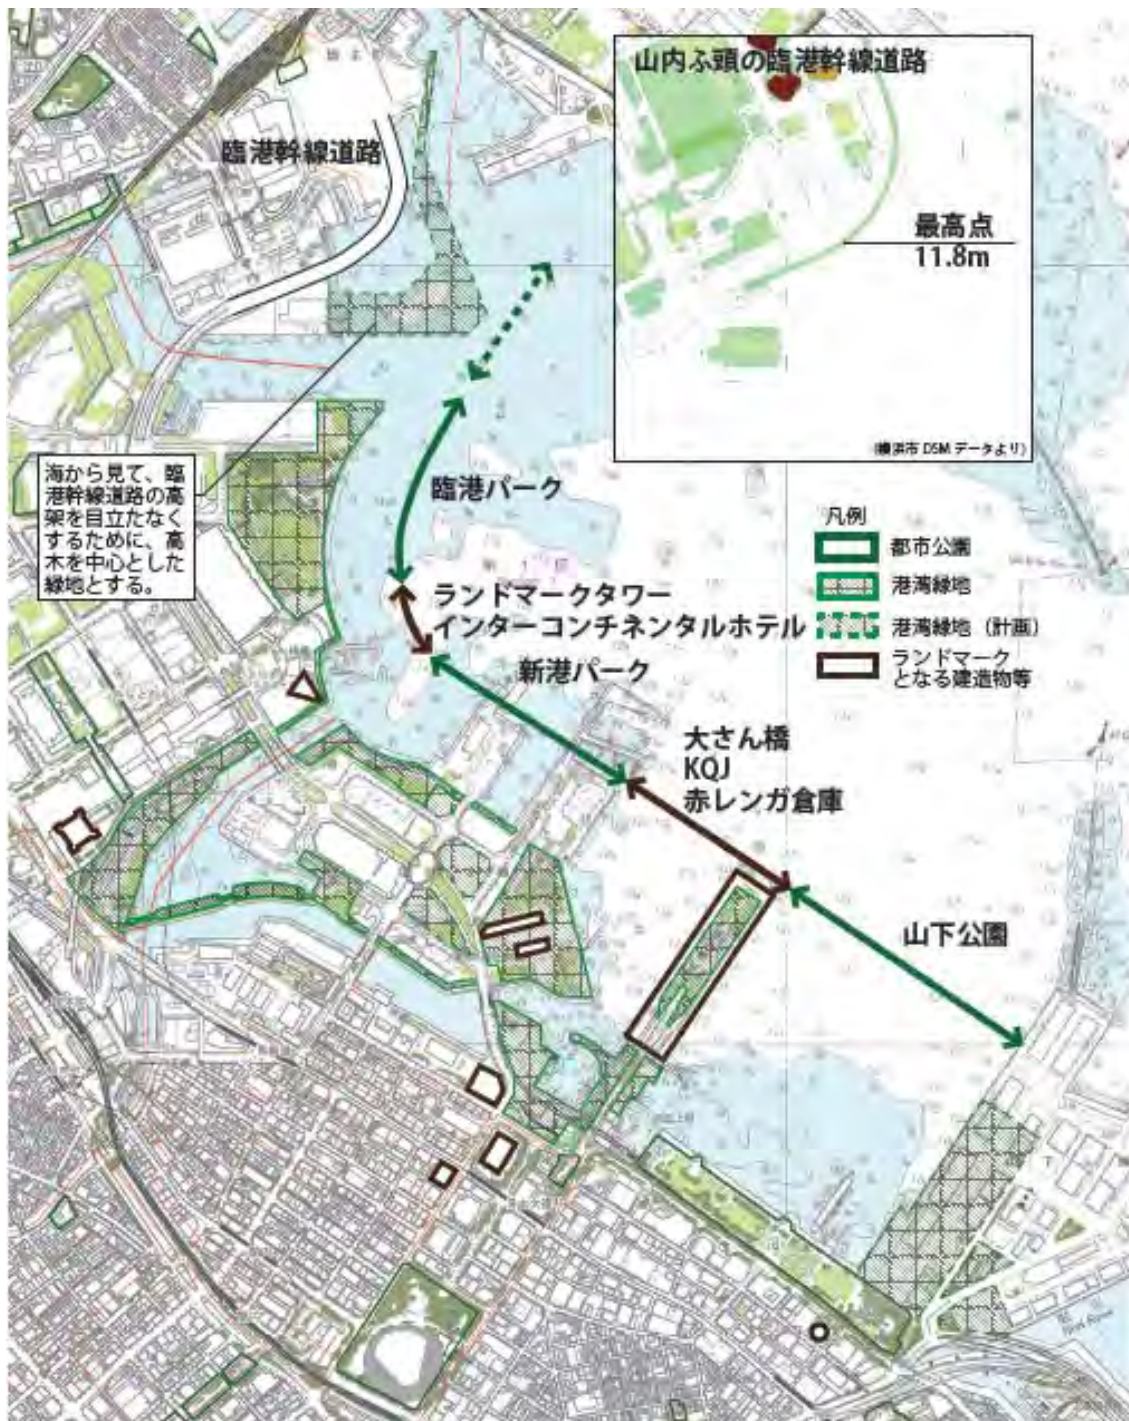 山内ふ頭の臨港幹線道路
臨港幹線道路
最高点
11.8m
(横浜市 DSM データより)
海から見て、臨
港幹線道路の高
架を目立たなく
するために、高
木を中心とした
緑地とする。
臨港パーク
凡例
都市公園
港湾緑地
港湾緑地（計画）
ランドマーク
となる建造物等
ランドマークタワー
インターコンチネンタルホテル
新港パーク
大さん橋
KQJ
赤レンガ倉庫
山下公園